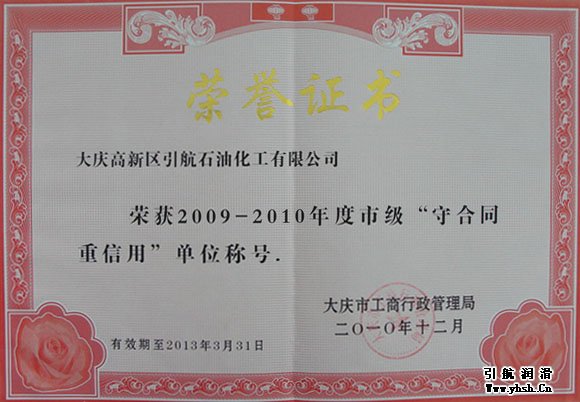 荣誉证书
大庆高新区引航石油化工有限公司
荣获2009-2010年度市级“守合同
重信用”单位称号.
大庆市工商行政管理局
二〇一〇年十二月
有效期至2013年3月31日
引航润滑
Www.yhsh.Cn